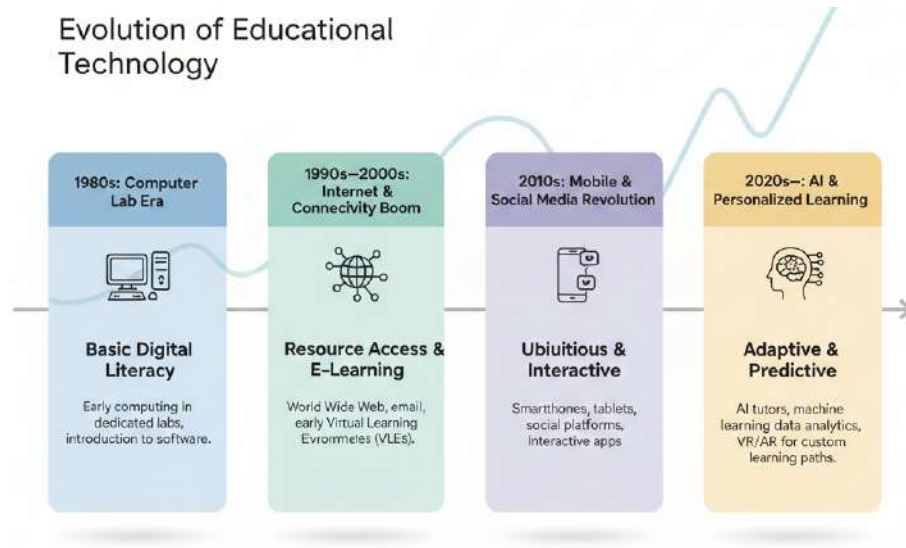 Evolution of Educational
Technology
1980s: Computer
Lab Era
Basic Digital
Literacy
Early computing in
dedicated labs,
introduction to software.
1990s—2000s:
Internet &
Connectivity Boom
Resource Access &
E-Learning
World Wide Web, email,
early Virtual Learning
Evronmetes (VLEs).
2010s: Mobile &
Social Media Revolution
Ubiuitious &
Interactive
Smartthones, tablets,
social platforms,
interactive apps
2020s—: AI &
Personalized Learning
Adaptive &
Predictive
AI tutors, machine
learning data analytics,
VR/AR for custom
learning paths.